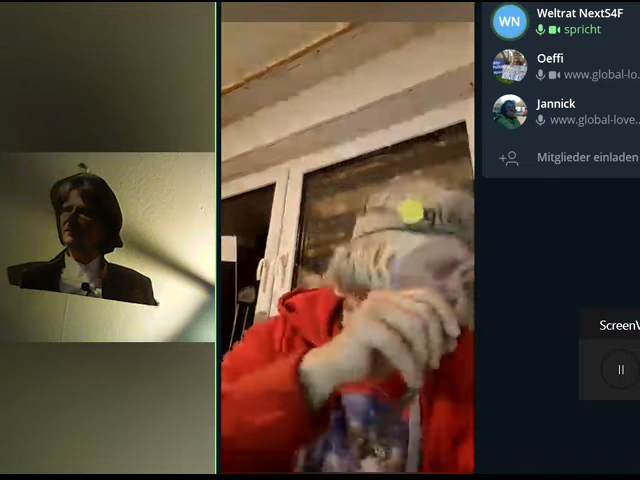 WN
Weltrat NextS4F
spricht
Oeffi
www.global-lo...
Jannick
www.global-love...
Mitglieder einladen
ScreenV